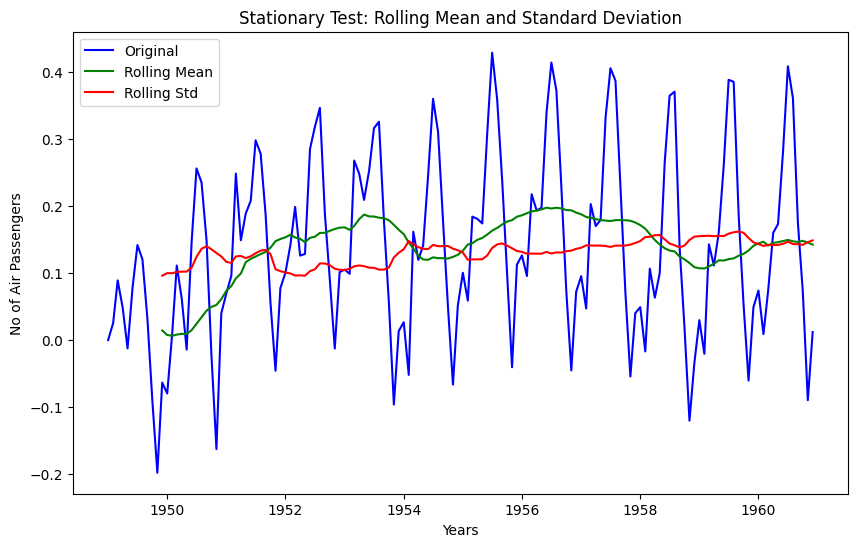 Stationary Test: Rolling Mean and Standard Deviation
Original
Rolling Mean
Rolling Std
No of Air Passengers
0.4
0.3
0.2
0.1
0.0
−0.1
−0.2
1950 1952 1954 1956 1958 1960
Years